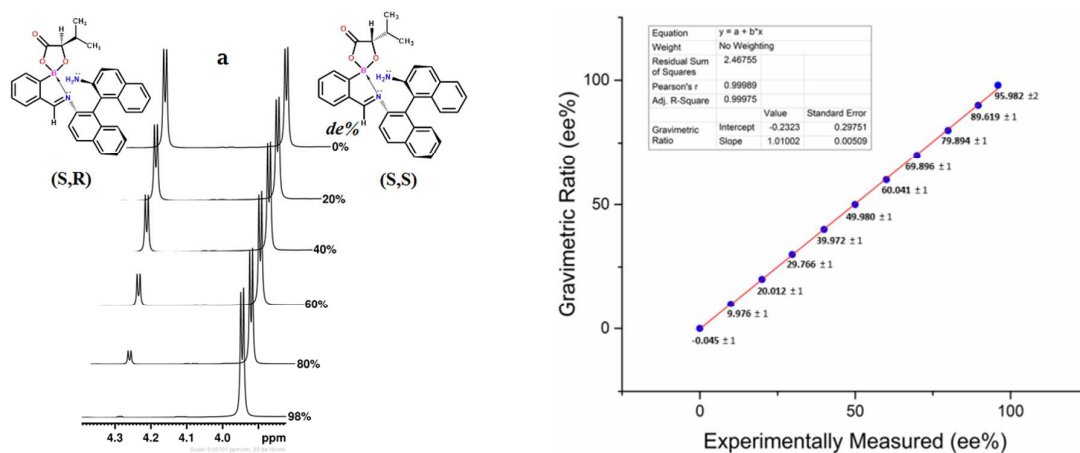 a
O
O
O
B
H
CH3
CH3
H2N
N
H
(S,R)
O
O
O
B
H
CH3
CH3
H2N
N
H
(S,S)
de%
0%
20%
40%
60%
80%
98%
4.3 4.2 4.1 4.0 ppm
Equation y = a + b*x
Weight No Weighting
Residual Sum of Squares 2.46755
Pearson's r 0.99989
Adj. R-Square 0.99975
Value Standard Error
Gravimetric Ratio Intercept -0.2323 0.29751
Slope 1.01002 0.00509
Gravimetric Ratio (ee%)
100
50
0
95.982 ±2
89.619 ± 1
79.894 ± 1
69.896 ± 1
60.041 ± 1
49.980 ± 1
39.972 ± 1
29.766 ± 1
20.012 ± 1
9.976 ± 1
-0.045 ± 1
0 50 100
Experimentally Measured (ee%)